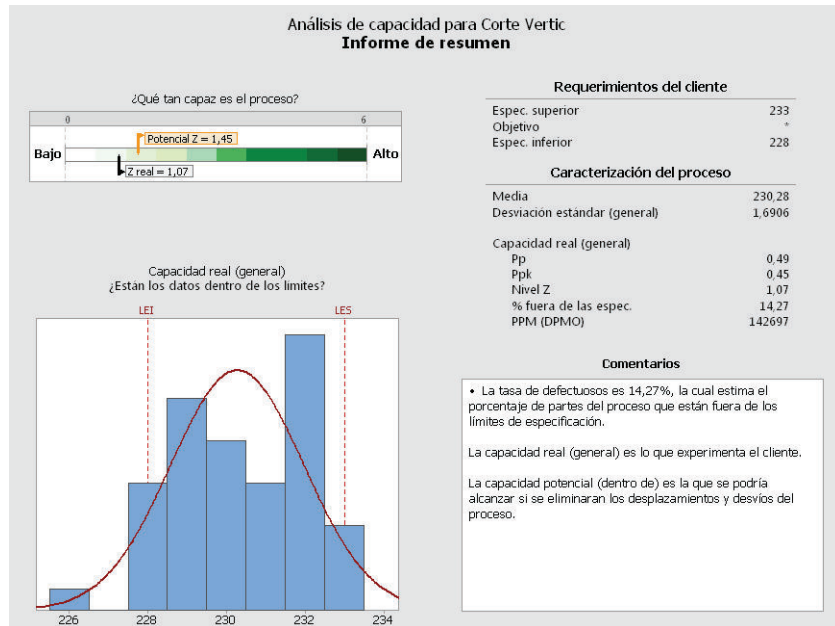 Análisis de capacidad para Corte Vertic
Informe de resumen
¿Qué tan capaz es el proceso?
0 6
Potencial Z = 1,45
Bajo Alto
Z real = 1,07
Requerimientos del cliente
Espec. superior 233
Objetivo *
Espec. inferior 228
Caracterización del proceso
Media 230,28
Desviación estándar (general) 1,6906
Capacidad real (general)
Pp 0,49
Ppk 0,45
Nivel Z 1,07
% fuera de las espec. 14,27
PPM (DPMO) 142697
Capacidad real (general)
¿Están los datos dentro de los límites?
LEI LES
226 228 230 232 234
Comentarios
• La tasa de defectuosos es 14,27%, la cual estima el
porcentaje de partes del proceso que están fuera de los
límites de especificación.
La capacidad real (general) es lo que experimenta el cliente.
La capacidad potencial (dentro de) es la que se podría
alcanzar si se eliminaran los desplazamientos y desvíos del
proceso.